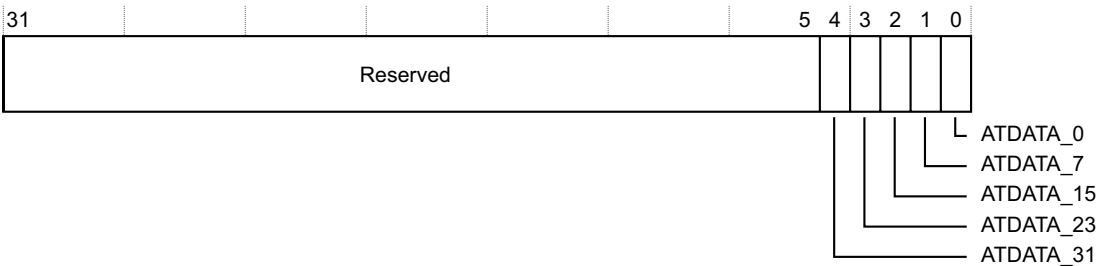 31 5 4 3 2 1 0
Reserved
ATDATA_0
ATDATA_7
ATDATA_15
ATDATA_23
ATDATA_31